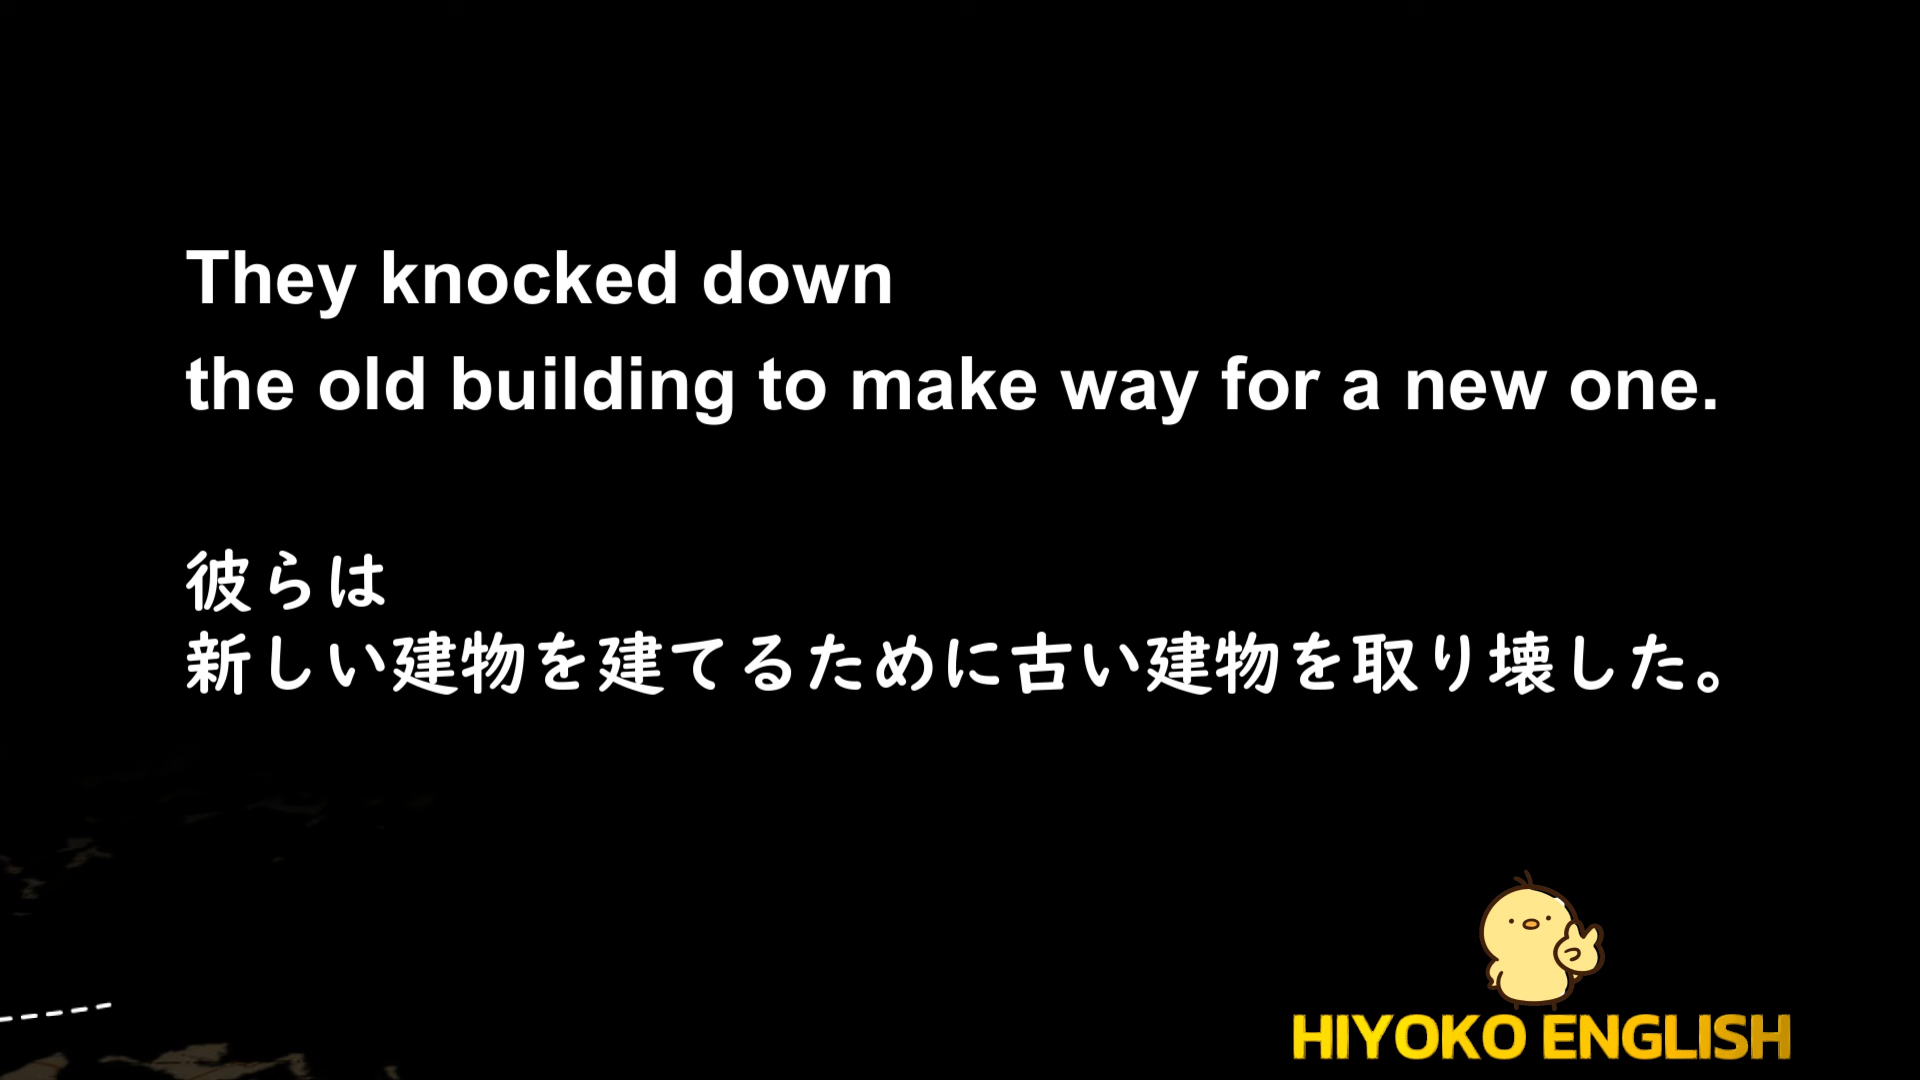 They knocked down
the old building to make way for a new one.
彼らは
新しい建物を建てるために古い建物を取り壊した。
HIYOKO ENGLISH